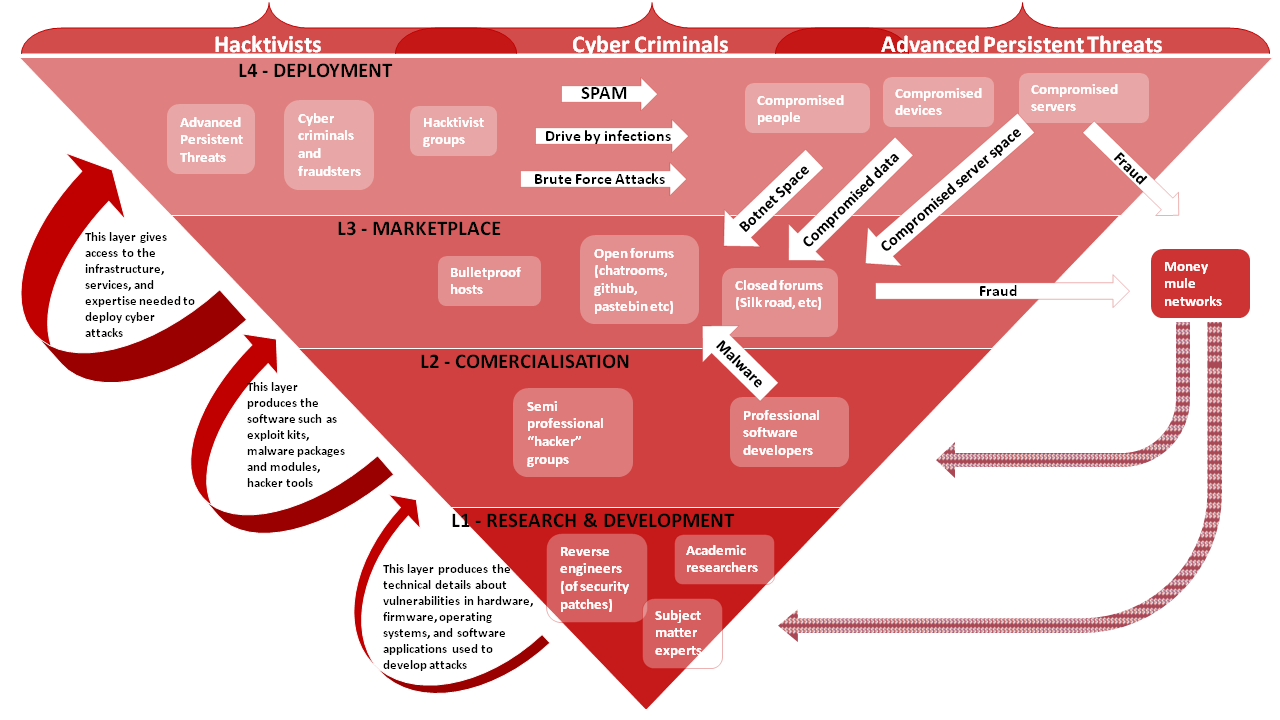 Hacktivists
Cyber Criminals
Advanced Persistent Threats
L4 - DEPLOYMENT
Advanced
Persistent
Threats
Cyber
criminals
and
fraudsters
Hacktivist
groups
SPAM
Drive by infections
Brute Force Attacks
Compromised
people
Compromised
devices
Compromised
servers
Botnet Space
Compromised data
Compromised server space
Fraud
This layer gives
access to the
infrastructure,
services, and
expertise needed to
deploy cyber
attacks
L3 - MARKETPLACE
Bulletproof
hosts
Open forums
(chatrooms,
github,
pastebin etc)
Closed forums
(Silk road, etc)
Fraud
Money
mule
networks
Malware
This layer
produces the
software such as
exploit kits,
malware packages
and modules,
hacker tools
L2 - COMERCIALISATION
Semi
professional
“hacker”
groups
Professional
software
developers
This layer produces the
technical details about
vulnerabilities in hardware,
firmware, operating
systems, and software
applications used to
develop attacks
L1 - RESEARCH & DEVELOPMENT
Reverse
engineers
(of security
patches)
Academic
researchers
Subject
matter
experts